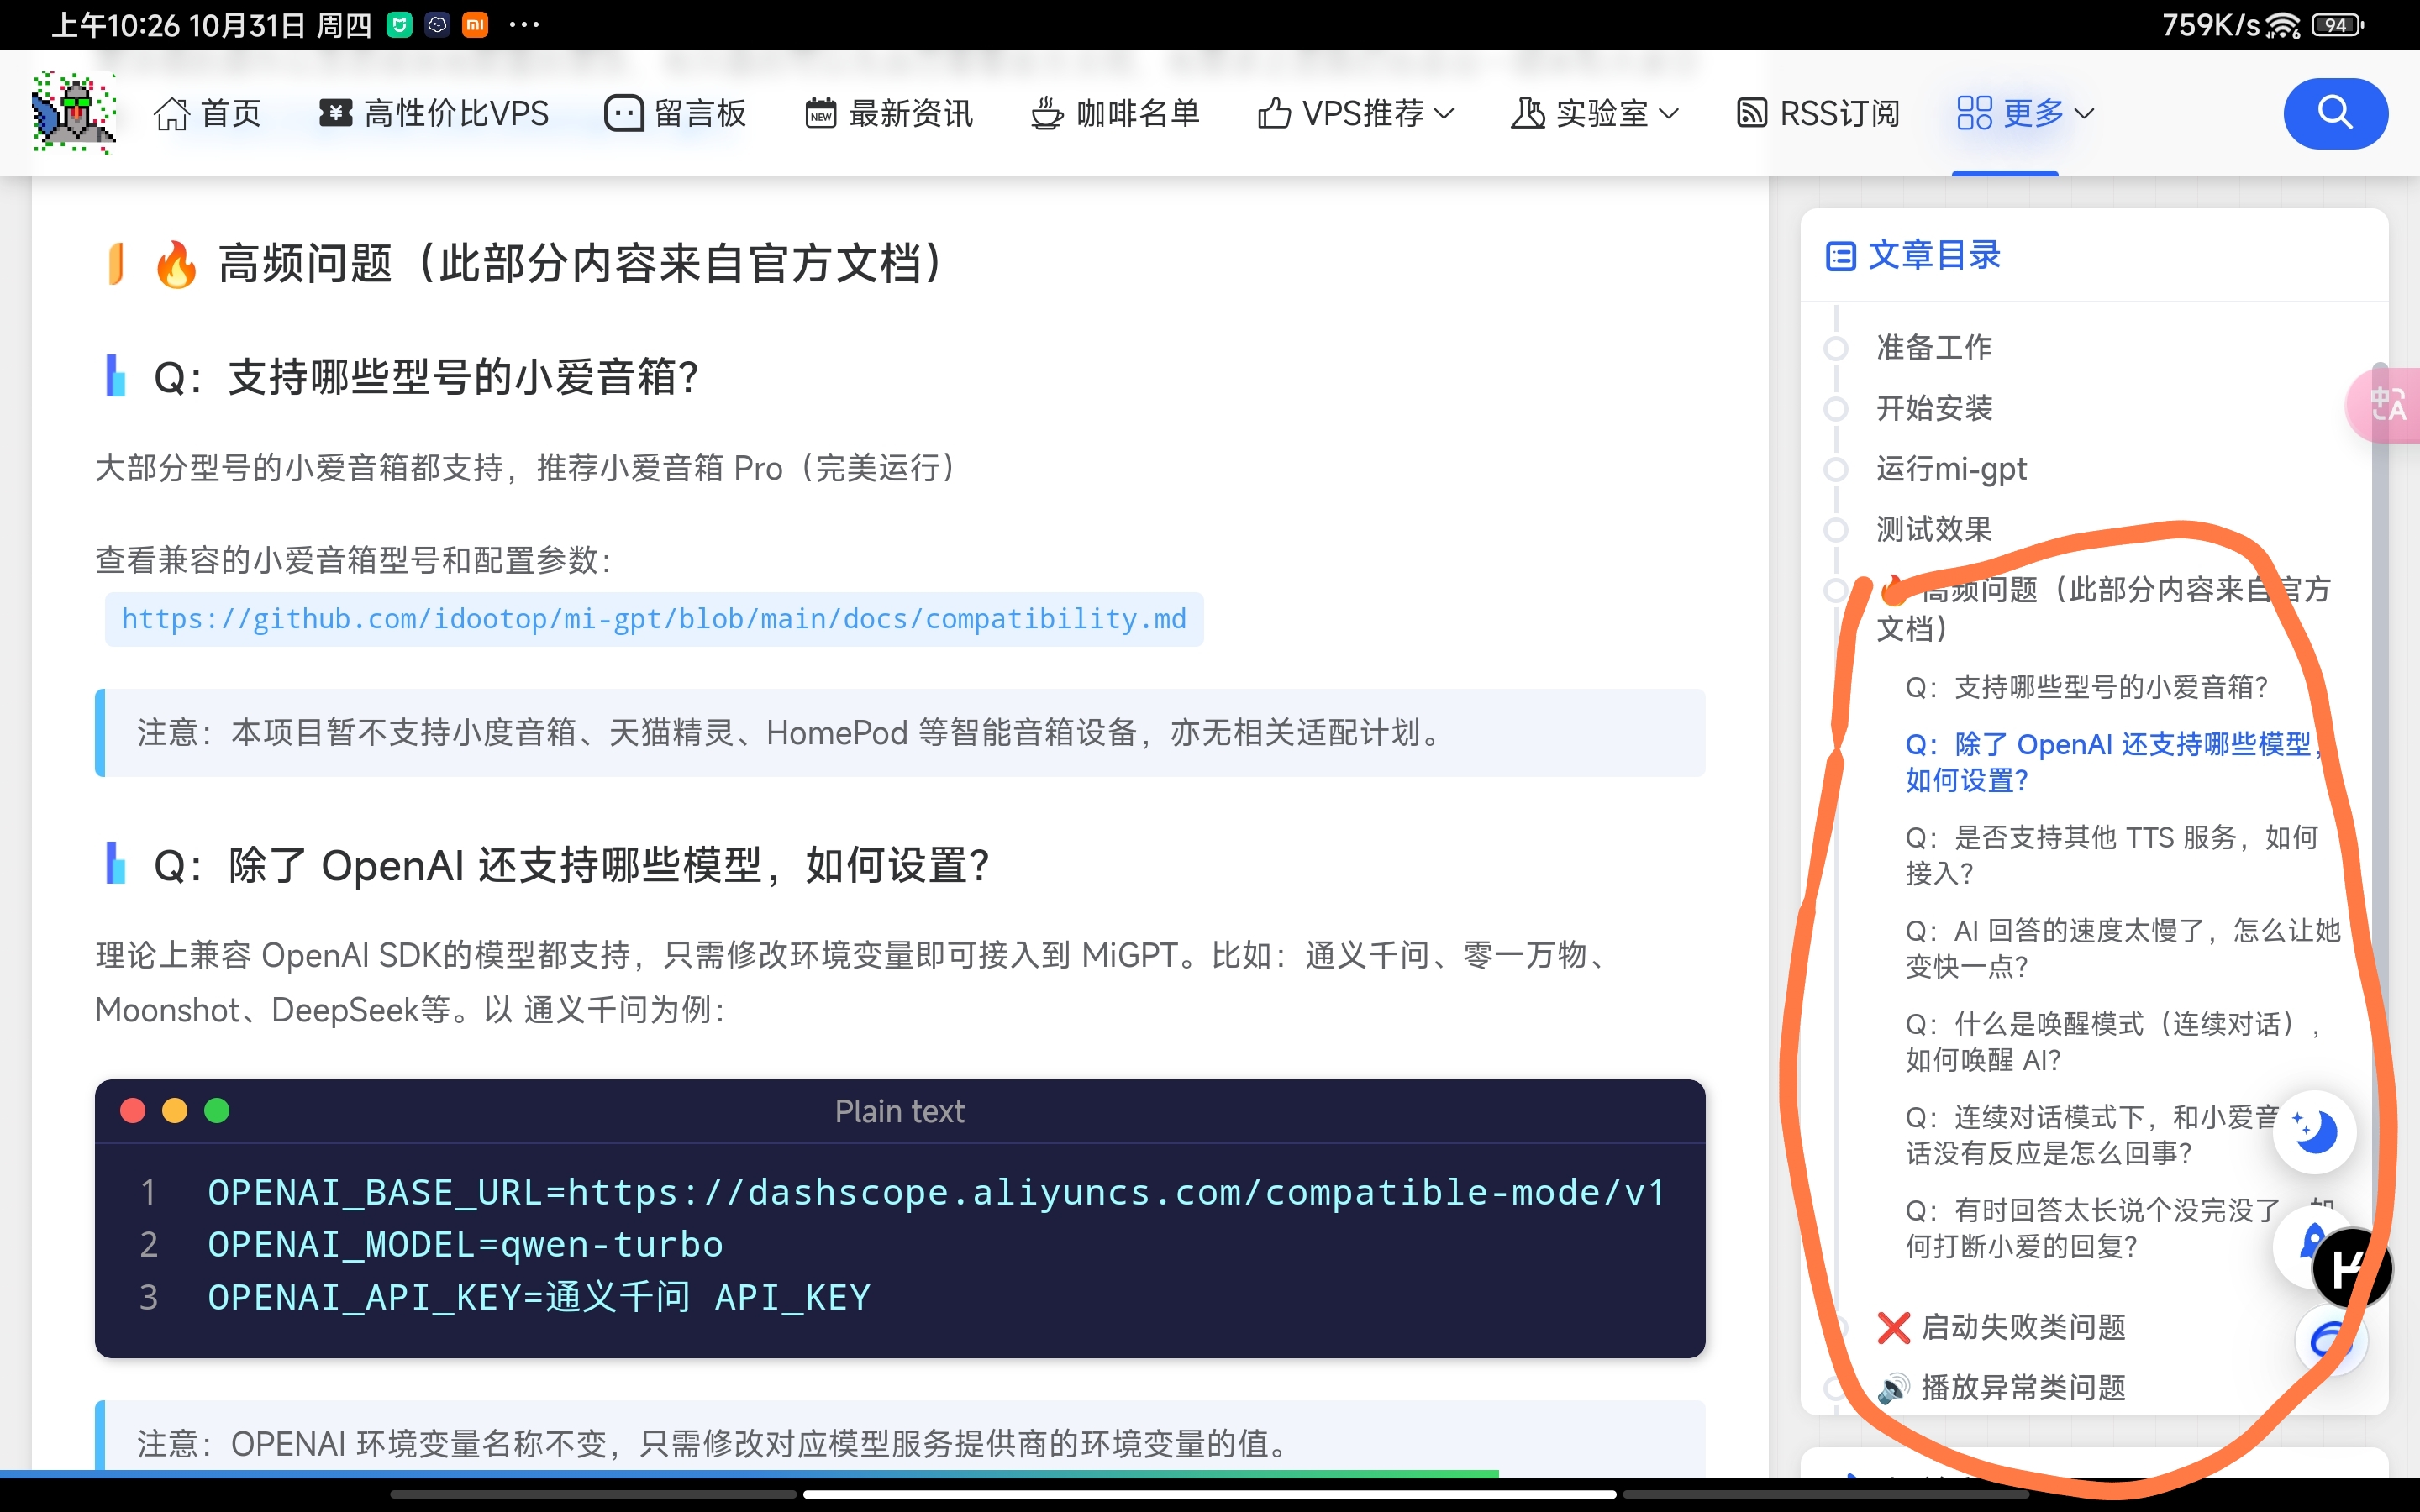 上午10:26 10月31日 周四
759K/s
94
首页
高性价比VPS
留言板
NEW
最新资讯
咖啡名单
VPS推荐
实验室
RSS订阅
更多
🔥 高频问题（此部分内容来自官方文档）
Q：支持哪些型号的小爱音箱？
大部分型号的小爱音箱都支持，推荐小爱音箱 Pro（完美运行）
查看兼容的小爱音箱型号和配置参数：
https://github.com/idootop/mi-gpt/blob/main/docs/compatibility.md
注意：本项目暂不支持小度音箱、天猫精灵、HomePod 等智能音箱设备，亦无相关适配计划。
Q：除了 OpenAI 还支持哪些模型，如何设置？
理论上兼容 OpenAI SDK的模型都支持，只需修改环境变量即可接入到 MiGPT。比如：通义千问、零一万物、
Moonshot、DeepSeek等。以 通义千问为例：
Plain text
1 OPENAI_BASE_URL=https://dashscope.aliyuncs.com/compatible-mode/v1
2 OPENAI_MODEL=qwen-turbo
3 OPENAI_API_KEY=通义千问 API_KEY
注意：OPENAI 环境变量名称不变，只需修改对应模型服务提供商的环境变量的值。
文章目录
准备工作
开始安装
运行mi-gpt
测试效果
🔥 高频问题（此部分内容来自官方
文档）
Q：支持哪些型号的小爱音箱？
Q：除了 OpenAI 还支持哪些模型，
如何设置？
Q：是否支持其他 TTS 服务，如何
接入？
Q：AI 回答的速度太慢了，怎么让她
变快一点？
Q：什么是唤醒模式（连续对话），
如何唤醒 AI？
Q：连续对话模式下，和小爱音
话没有反应是怎么回事？
Q：有时回答太长说个没完没了 如
何打断小爱的回复？
❌ 启动失败类问题
🔊 播放异常类问题